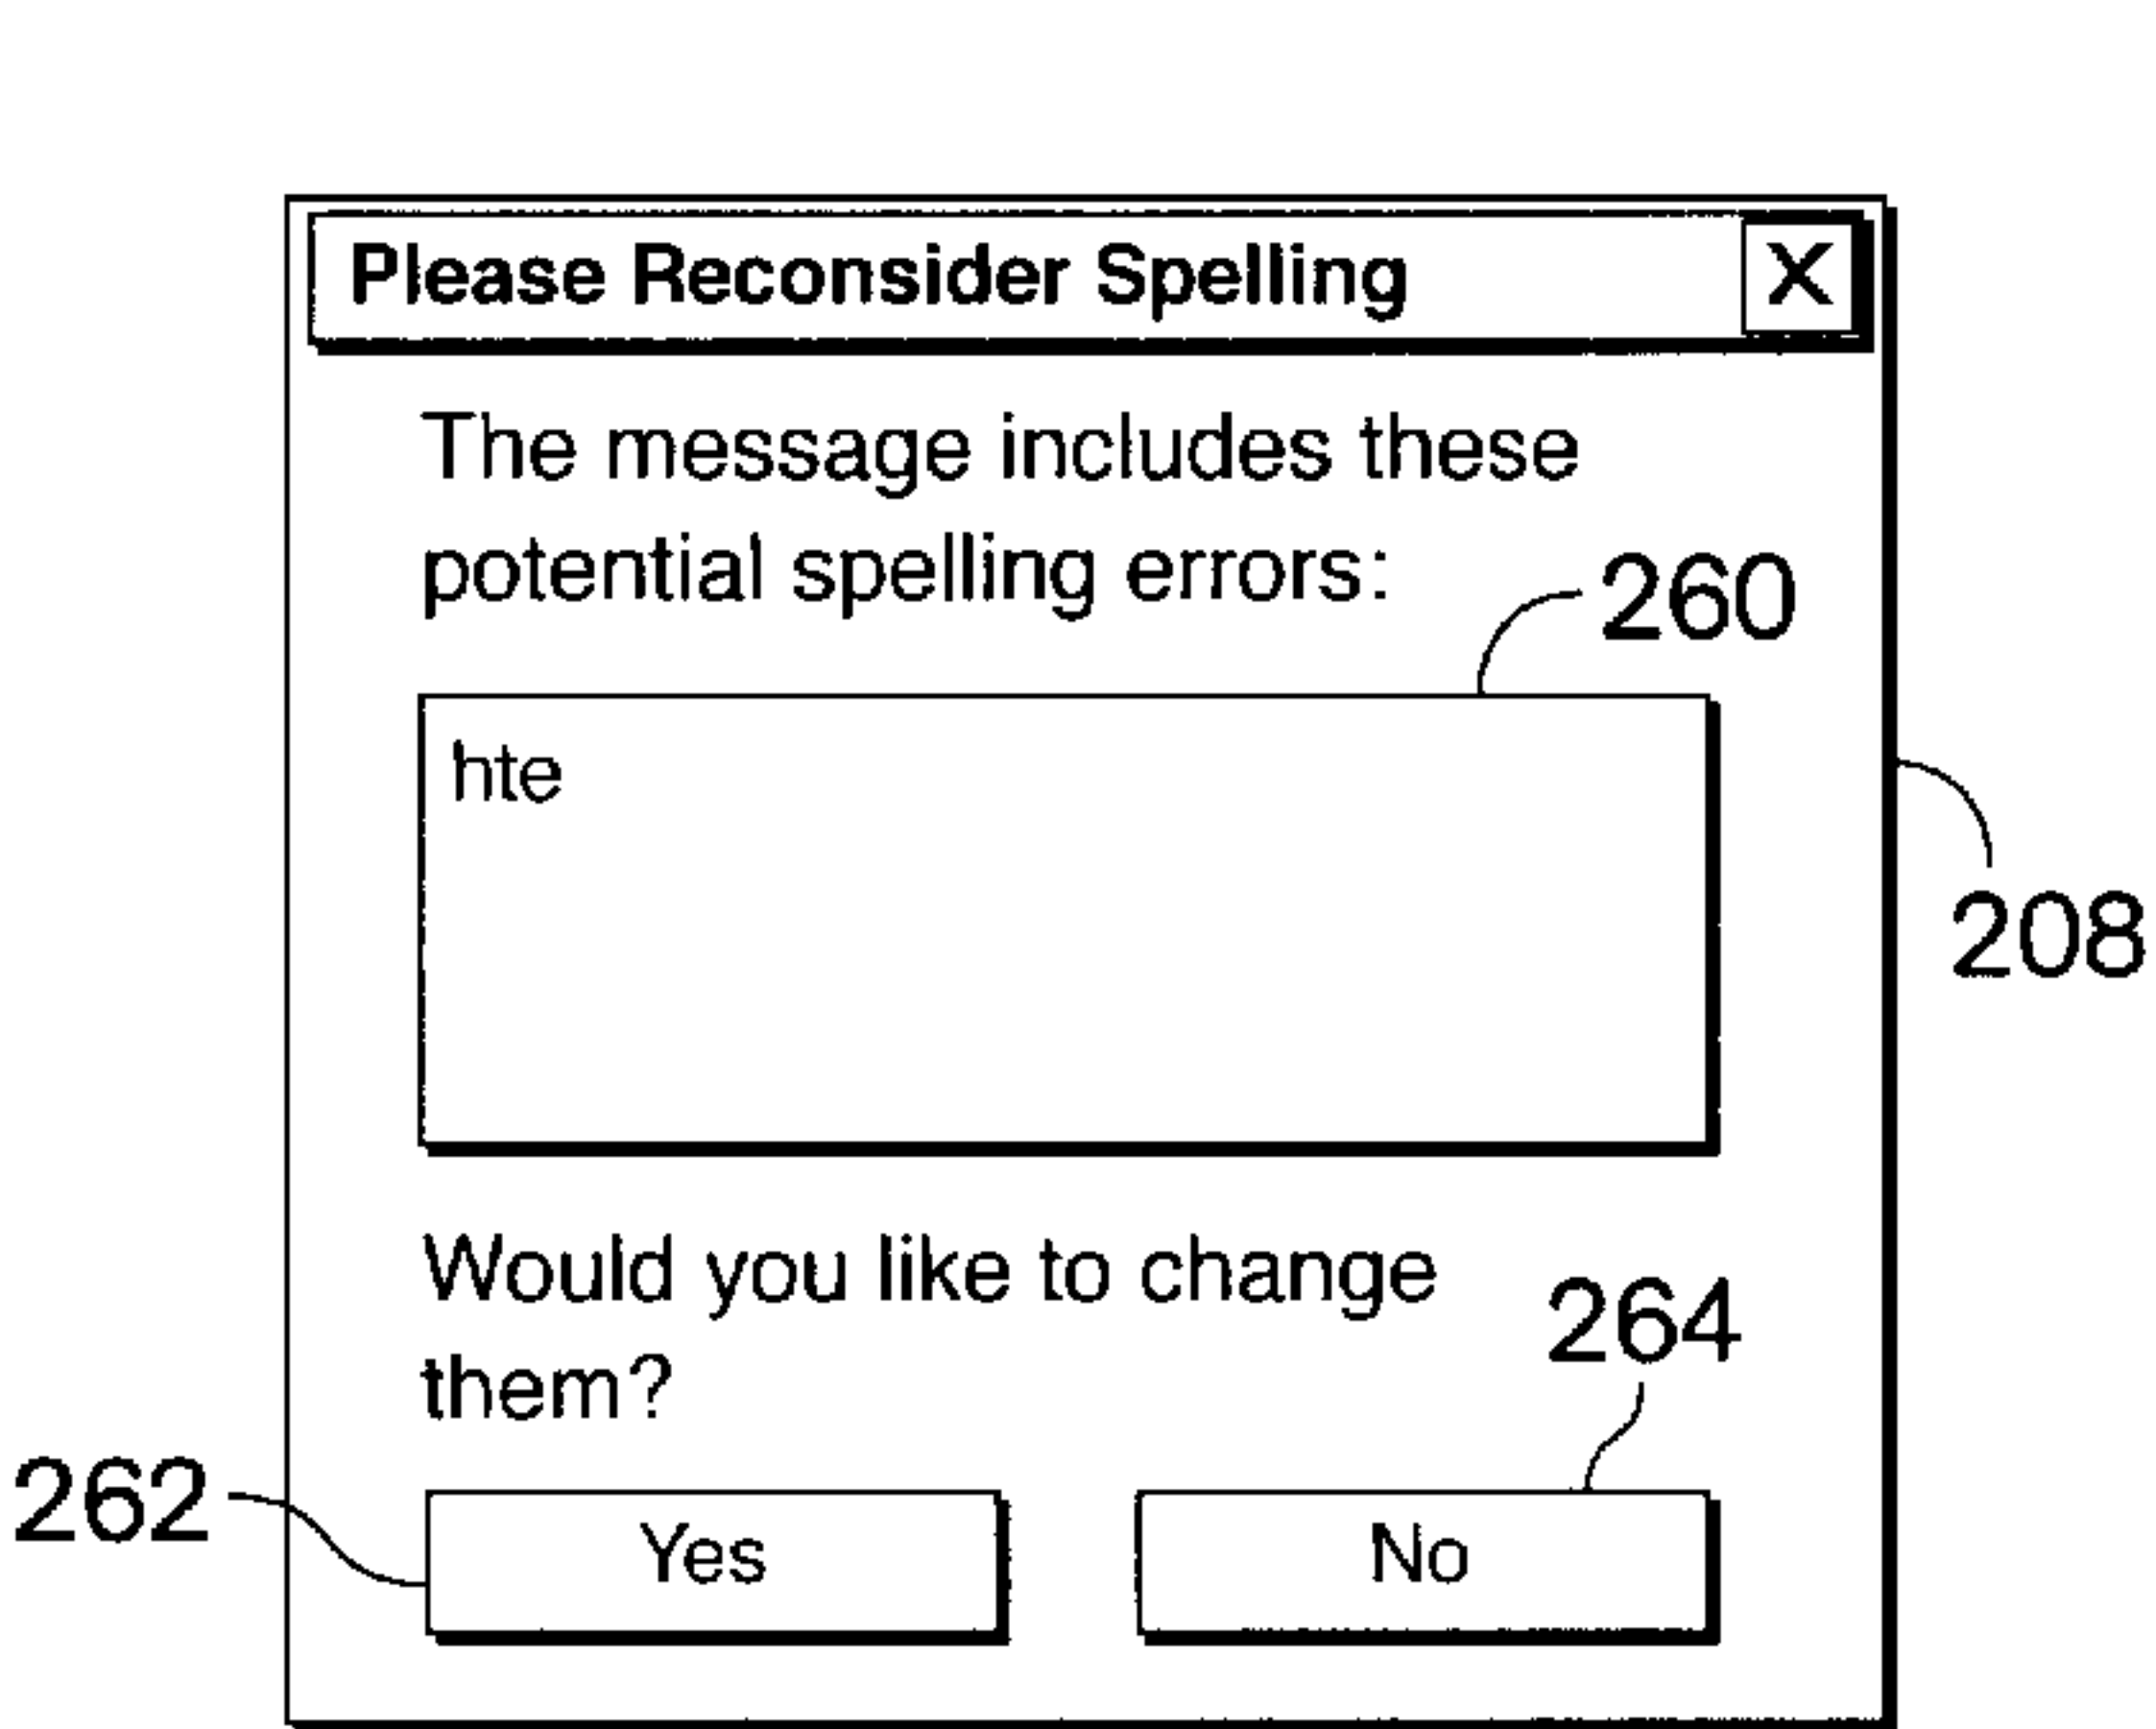 Please Reconsider Spelling X
The message includes these
potential spelling errors:
260
hte
208
Would you like to change
264
them?
262
Yes No